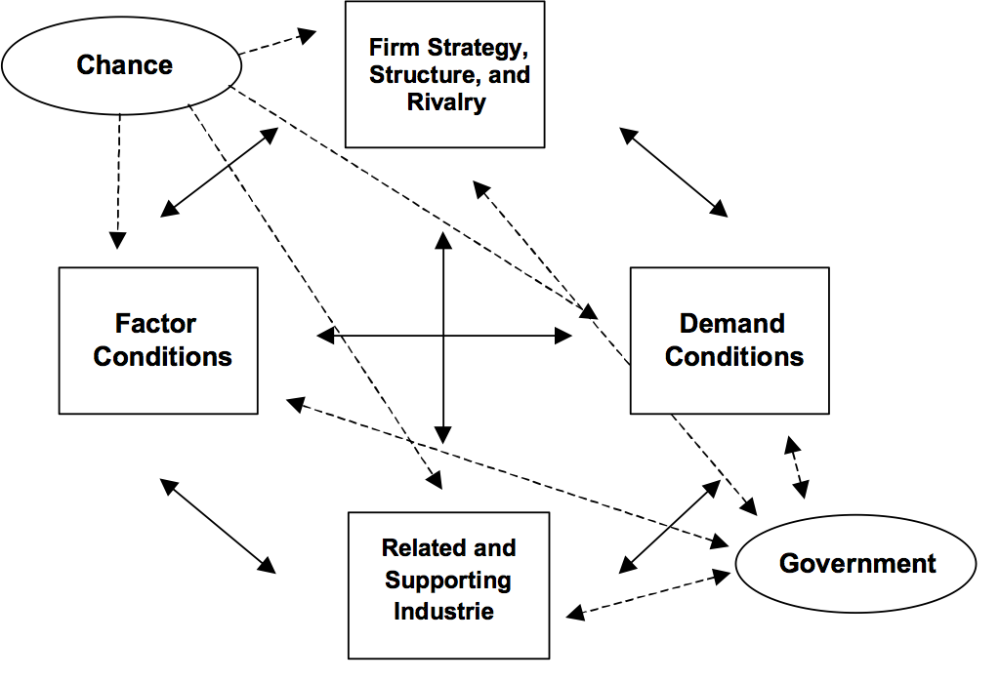 Chance
Firm Strategy,
Structure, and
Rivalry
Factor
Conditions
Demand
Conditions
Related and
Supporting
Industrie
Government